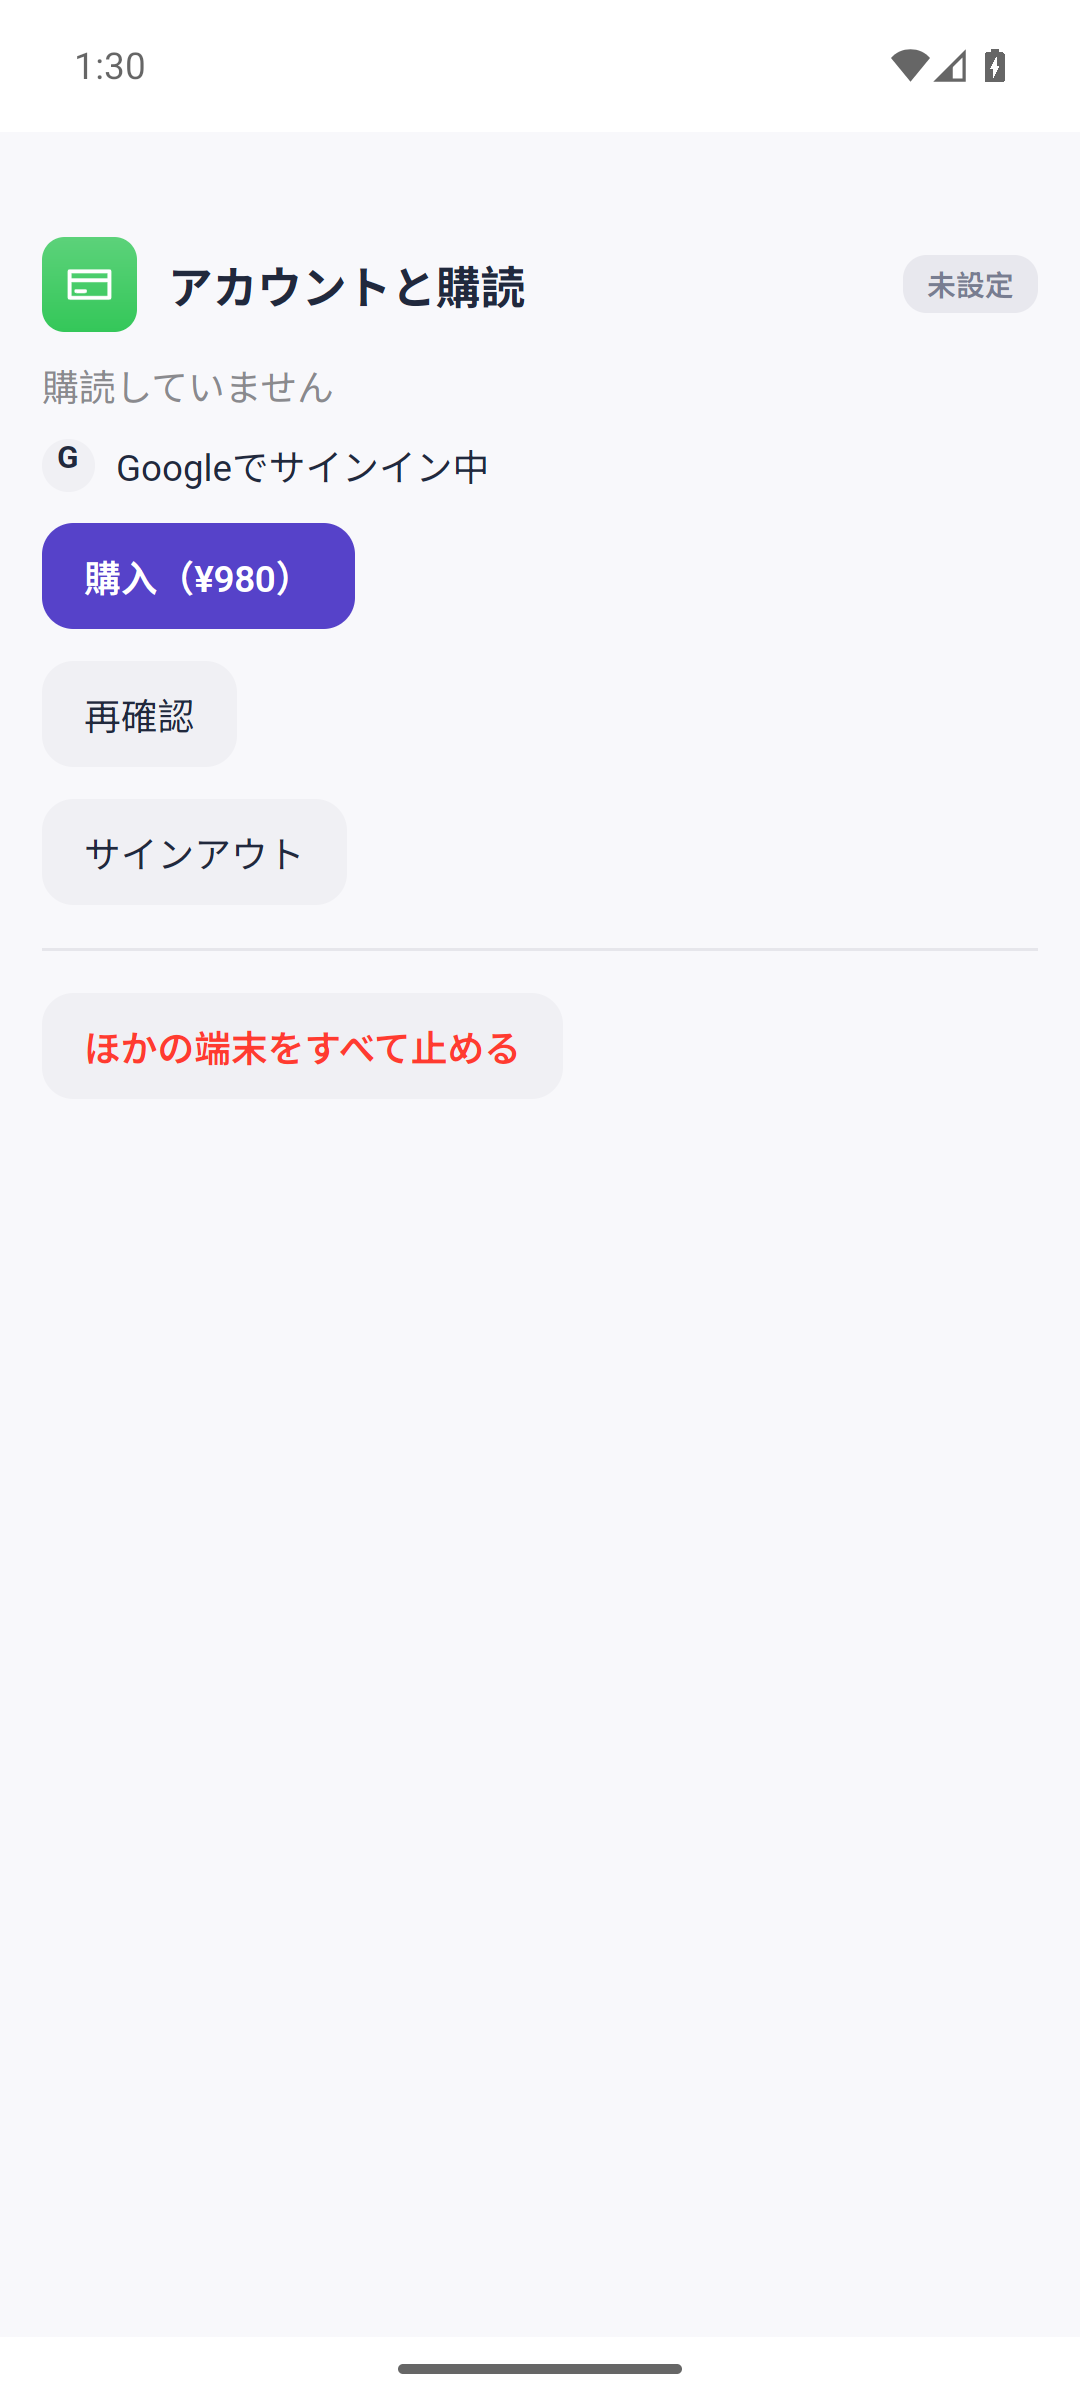 1:30
アカウントと購読
未設定
購読していません
G
Googleでサインイン中
購入（¥980）
再確認
サインアウト
ほかの端末をすべて止める